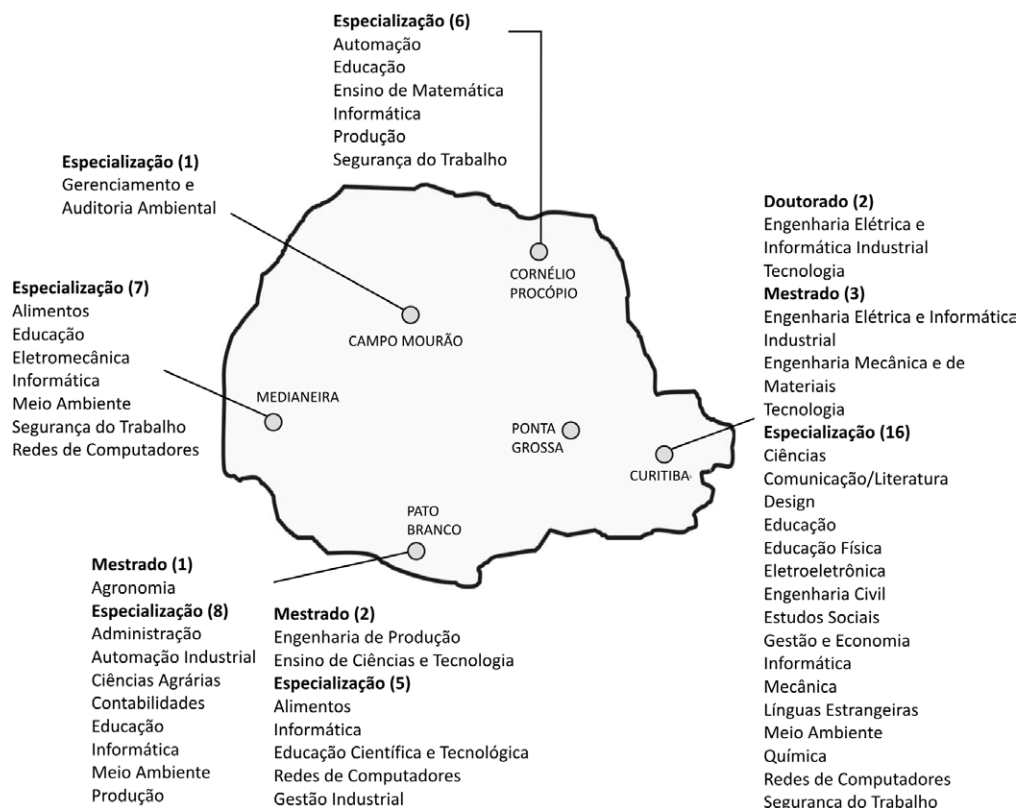 Especialização (6)
Automação
Educação
Ensino de Matemática
Informática
Produção
Segurança do Trabalho
Especialização (1)
Gerenciamento e
Auditoria Ambiental
Especialização (7)
Alimentos
Educação
Eletromecânica
Informática
Meio Ambiente
Segurança do Trabalho
Redes de Computadores
CORNÉLIO
PROCÓPIO
CAMPO MOURÃO
MEDIANEIRA
PONTA
GROSSA
CURITIBA
PATO
BRANCO
Doutorado (2)
Engenharia Elétrica e
Informática Industrial
Tecnologia
Mestrado (3)
Engenharia Elétrica e Informática
Industrial
Engenharia Mecânica e de
Materiais
Tecnologia
Especialização (16)
Ciências
Comunicação/Literatura
Design
Educação
Educação Física
Eletroeletrônica
Engenharia Civil
Estudos Sociais
Gestão e Economia
Informática
Mecânica
Línguas Estrangeiras
Meio Ambiente
Química
Redes de Computadores
Segurança do Trabalho
Mestrado (1)
Agronomia
Especialização (8)
Administração
Automação Industrial
Ciências Agrárias
Contabilidades
Educação
Informática
Meio Ambiente
Produção
Mestrado (2)
Engenharia de Produção
Ensino de Ciências e Tecnologia
Especialização (5)
Alimentos
Informática
Educação Científica e Tecnológica
Redes de Computadores
Gestão Industrial